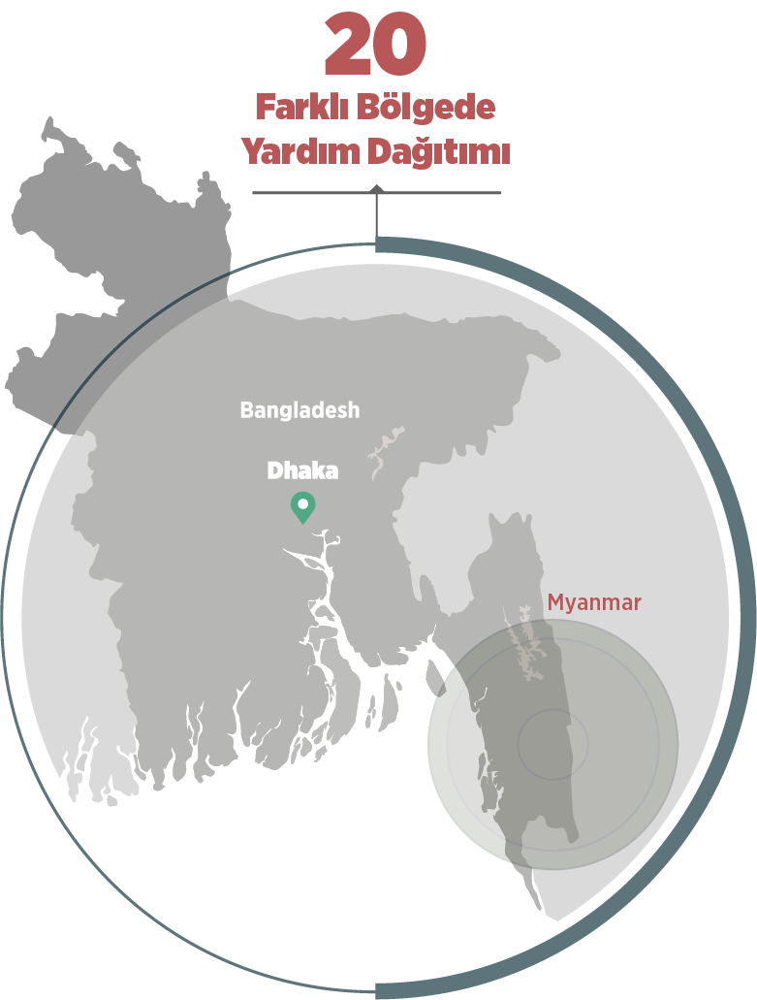 20
Farklı Bölgede
Yardım Dağıtımı
Bangladesh
Dhaka
Myanmar